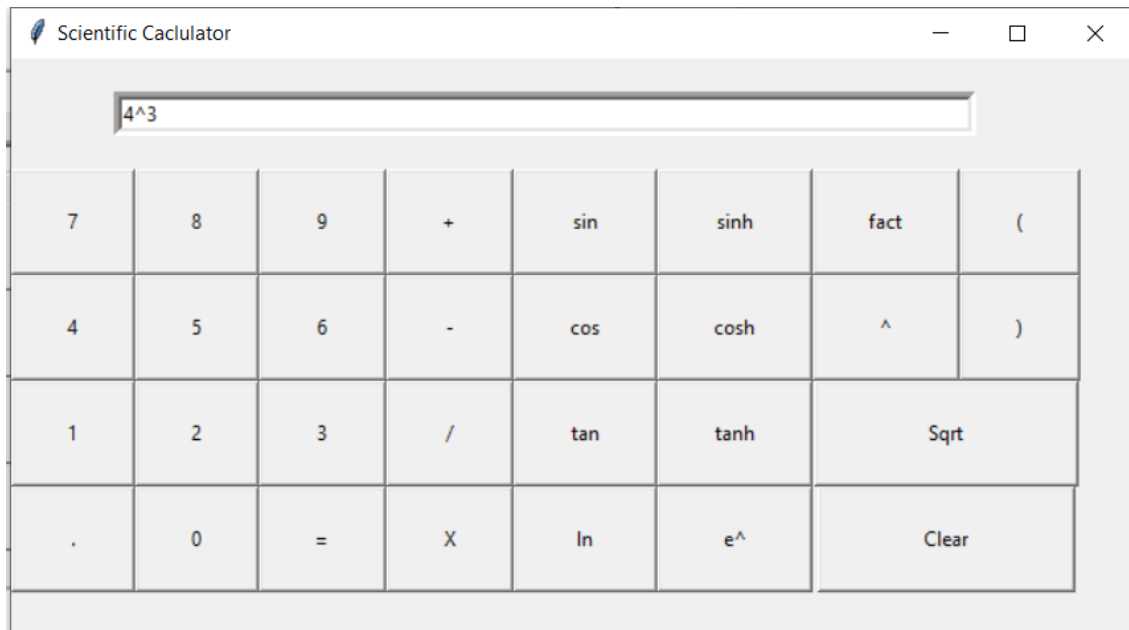 Scientific Caclulator
4^3
7 8 9 + sin sinh fact (
4 5 6 - cos cosh ^ )
1 2 3 / tan tanh Sqrt
. 0 = X ln e^ Clear